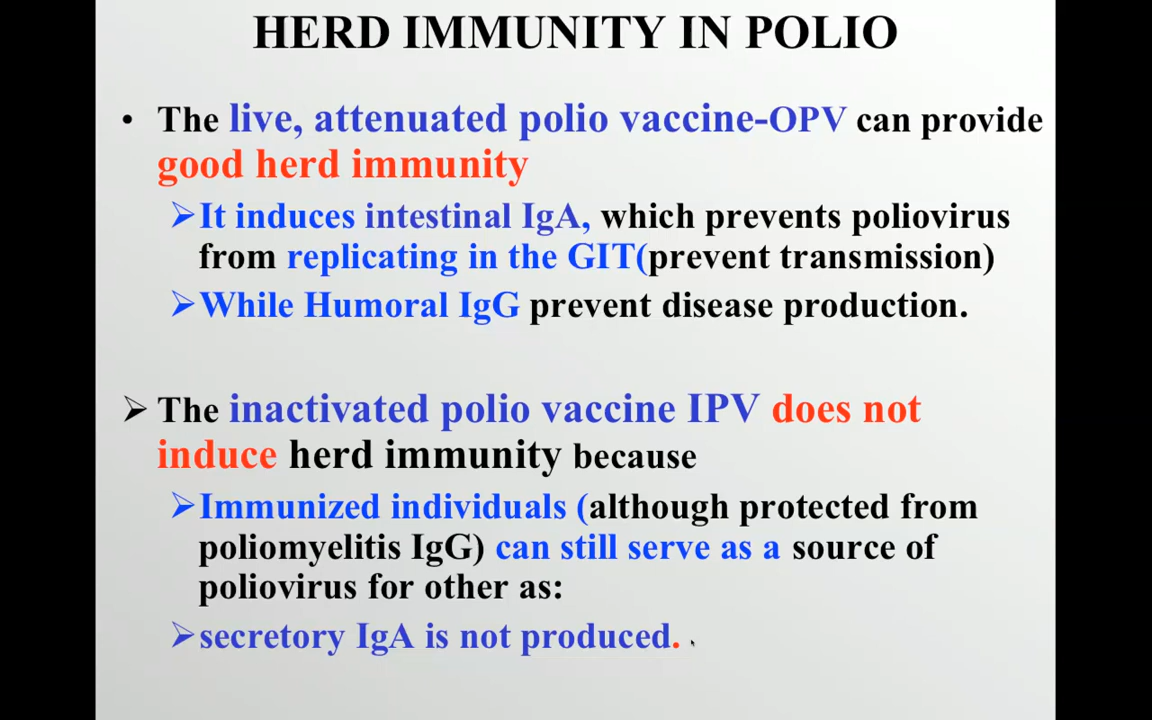 HERD IMMUNITY IN POLIO
• The live, attenuated polio vaccine-OPV can provide
good herd immunity
➢It induces intestinal IgA, which prevents poliovirus
from replicating in the GIT(prevent transmission)
➢While Humoral IgG prevent disease production.
➢ The inactivated polio vaccine IPV does not
induce herd immunity because
➢Immunized individuals (although protected from
poliomyelitis IgG) can still serve as a source of
poliovirus for other as:
➢secretory IgA is not produced.